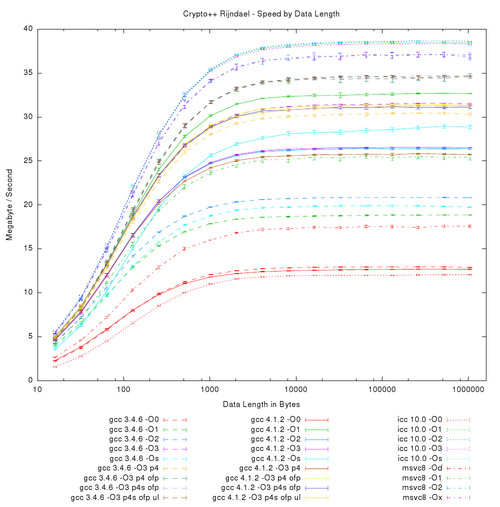 Crypto++ Rijndael - Speed by Data Length
Megabyte / Second
40
35
30
25
20
15
10
5
0
10
100
1000
10000
100000
1000000
Data Length in Bytes
gcc 3.4.6 -O0
gcc 3.4.6 -O1
gcc 3.4.6 -O2
gcc 3.4.6 -O3
gcc 3.4.6 -Os
gcc 3.4.6 -O3 p4
gcc 3.4.6 -O3 p4 ofp
gcc 3.4.6 -O3 p4s ofp
gcc 3.4.6 -O3 p4s ofp ul
gcc 4.1.2 -O0
gcc 4.1.2 -O1
gcc 4.1.2 -O2
gcc 4.1.2 -O3
gcc 4.1.2 -Os
gcc 4.1.2 -O3 p4
gcc 4.1.2 -O3 p4 ofp
gcc 4.1.2 -O3 p4s ofp
gcc 4.1.2 -O3 p4s ofp ul
icc 10.0 -O0
icc 10.0 -O1
icc 10.0 -O2
icc 10.0 -O3
icc 10.0 -Os
msvc8 -Od
msvc8 -O1
msvc8 -O2
msvc8 -Ox